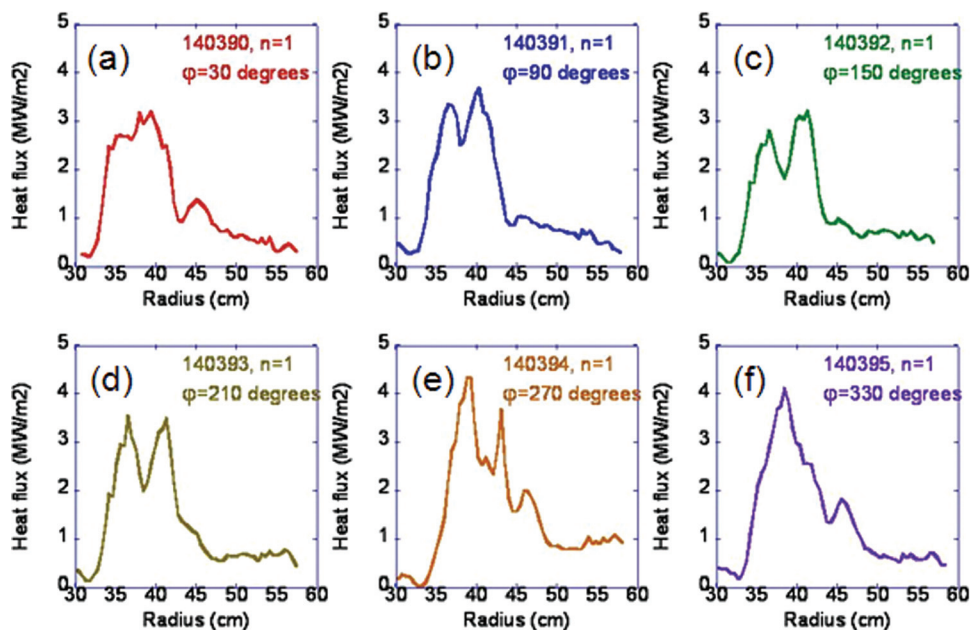 (a)
140390, n=1
φ=30 degrees
Heat flux (MW/m2)
5
4
3
2
1
0
30 35 40 45 50 55 60
Radius (cm)
(b)
140391, n=1
φ=90 degrees
Heat flux (MW/m2)
5
4
3
2
1
0
30 35 40 45 50 55 60
Radius (cm)
(c)
140392, n=1
φ=150 degrees
Heat flux (MW/m2)
5
4
3
2
1
0
30 35 40 45 50 55 60
Radius (cm)
(d)
140393, n=1
φ=210 degrees
Heat flux (MW/m2)
5
4
3
2
1
0
30 35 40 45 50 55 60
Radius (cm)
(e)
140394, n=1
φ=270 degrees
Heat flux (MW/m2)
5
4
3
2
1
0
30 35 40 45 50 55 60
Radius (cm)
(f)
140395, n=1
φ=330 degrees
Heat flux (MW/m2)
5
4
3
2
1
0
30 35 40 45 50 55 60
Radius (cm)